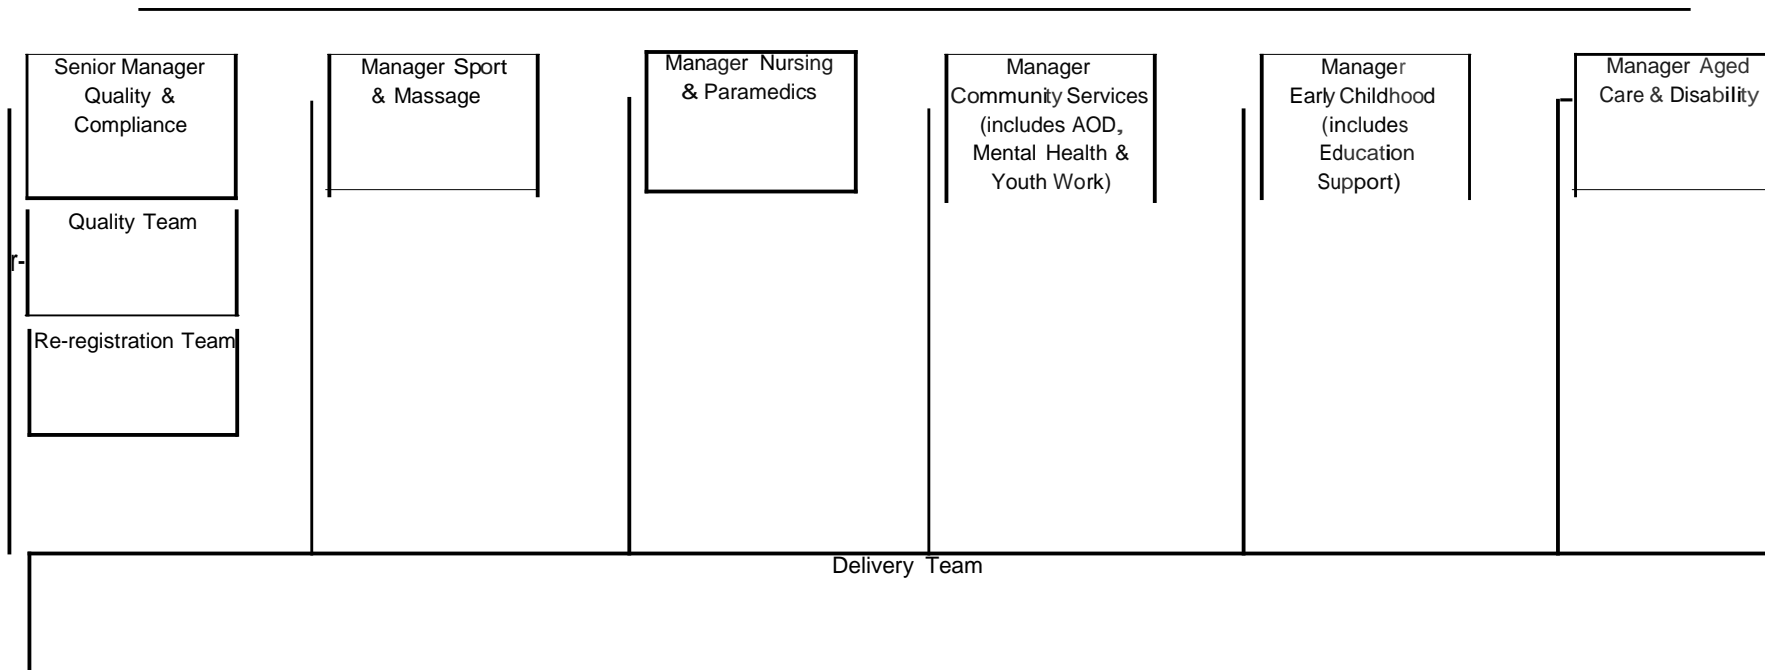 Senior Manager
Quality &
Compliance
Manager Sport
& Massage
Manager Nursing
& Paramedics
Manager
Community Services
(includes AOD,
Mental Health &
Youth Work)
Manager
Early Childhood
(includes
Education
Support)
Manager Aged
Care & Disability
Quality Team
r-
Re-registration Team
Delivery Team